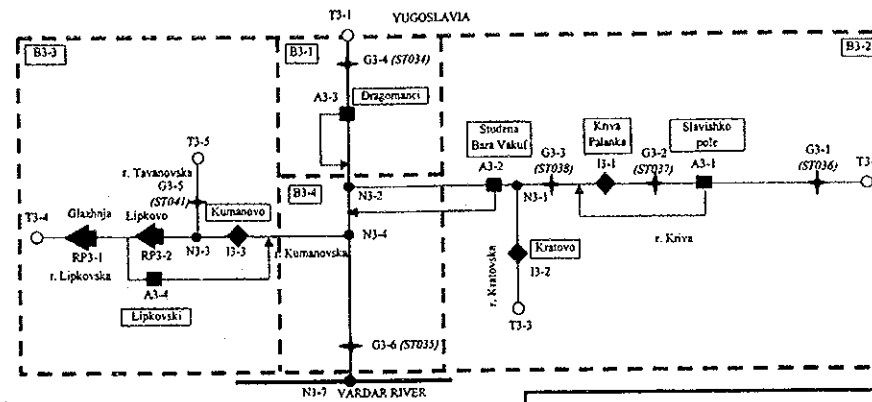 T3-1
YUGOSLAVIA
B3-3
B3-1
B3-2
G3-4 (ST034)
A3-3
Dragomanci
T3-5
r. Tavanovska
G3-5
(ST041)
Studena
Bara Vakuf
A3-2
G3-3
(ST038)
Kriva
Palanka
I3-1
G3-2
(ST037)
Slavishko
pole
A3-1
G3-1
(ST036)
B3-4
Kumanovo
T3-4
Glazhnja
Lipkovo
N3-2
N3-5
RP3-1
RP3-2
N3-3
I3-3
r. Kumanovska
N3-4
r. Kriva
r. Lipkovska
A3-4
Lipkovski
r. Kratovska
Kratovo
I3-2
T3-3
G3-6 (ST035)
N3-7
VARDAR RIVER